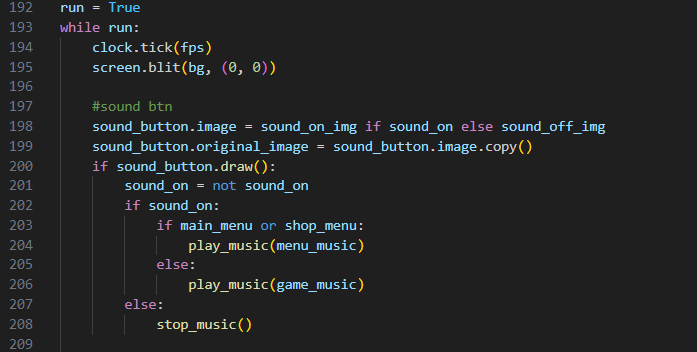 192 run = True
193 while run:
194     clock.tick(fps)
195     screen.blit(bg, (0, 0))
196
197     #sound btn
198     sound_button.image = sound_on_img if sound_on else sound_off_img
199     sound_button.original_image = sound_button.image.copy()
200     if sound_button.draw():
201         sound_on = not sound_on
202         if sound_on:
203             if main_menu or shop_menu:
204                 play_music(menu_music)
205             else:
206                 play_music(game_music)
207         else:
208             stop_music()
209